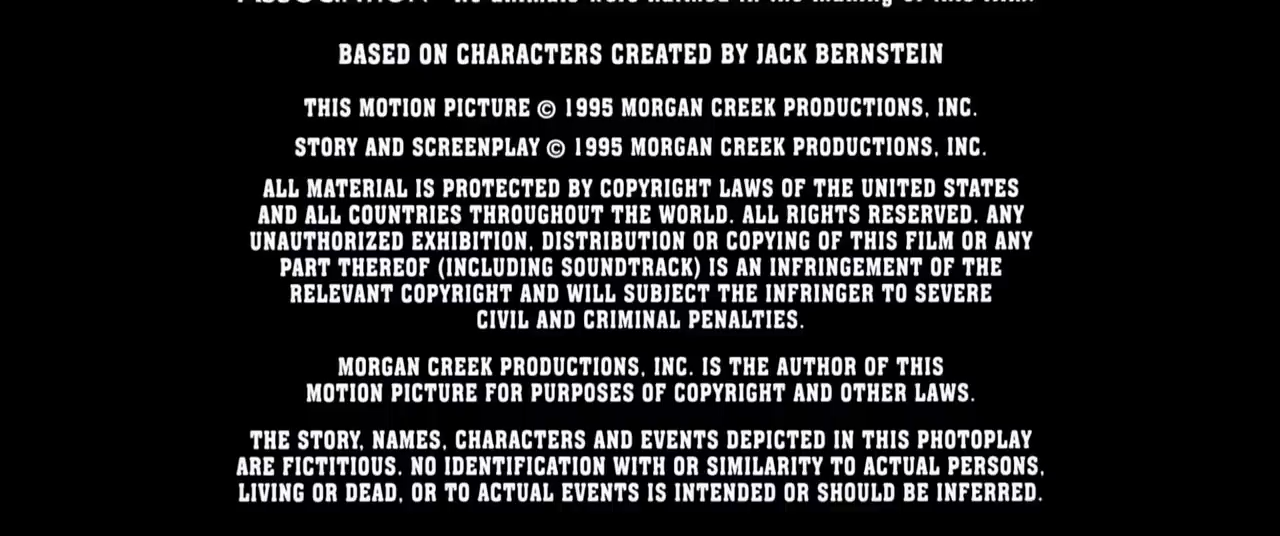 BASED ON CHARACTERS CREATED BY JACK BERNSTEIN
THIS MOTION PICTURE © 1995 MORGAN CREEK PRODUCTIONS, INC.
STORY AND SCREENPLAY © 1995 MORGAN CREEK PRODUCTIONS, INC.
ALL MATERIAL IS PROTECTED BY COPYRIGHT LAWS OF THE UNITED STATES
AND ALL COUNTRIES THROUGHOUT THE WORLD. ALL RIGHTS RESERVED. ANY
UNAUTHORIZED EXHIBITION, DISTRIBUTION OR COPYING OF THIS FILM OR ANY
PART THEREOF (INCLUDING SOUNDTRACK) IS AN INFRINGEMENT OF THE
RELEVANT COPYRIGHT AND WILL SUBJECT THE INFRINGER TO SEVERE
CIVIL AND CRIMINAL PENALTIES.
MORGAN CREEK PRODUCTIONS, INC. IS THE AUTHOR OF THIS
MOTION PICTURE FOR PURPOSES OF COPYRIGHT AND OTHER LAWS.
THE STORY, NAMES, CHARACTERS AND EVENTS DEPICTED IN THIS PHOTOPLAY
ARE FICTITIOUS. NO IDENTIFICATION WITH OR SIMILARITY TO ACTUAL PERSONS,
LIVING OR DEAD, OR TO ACTUAL EVENTS IS INTENDED OR SHOULD BE INFERRED.